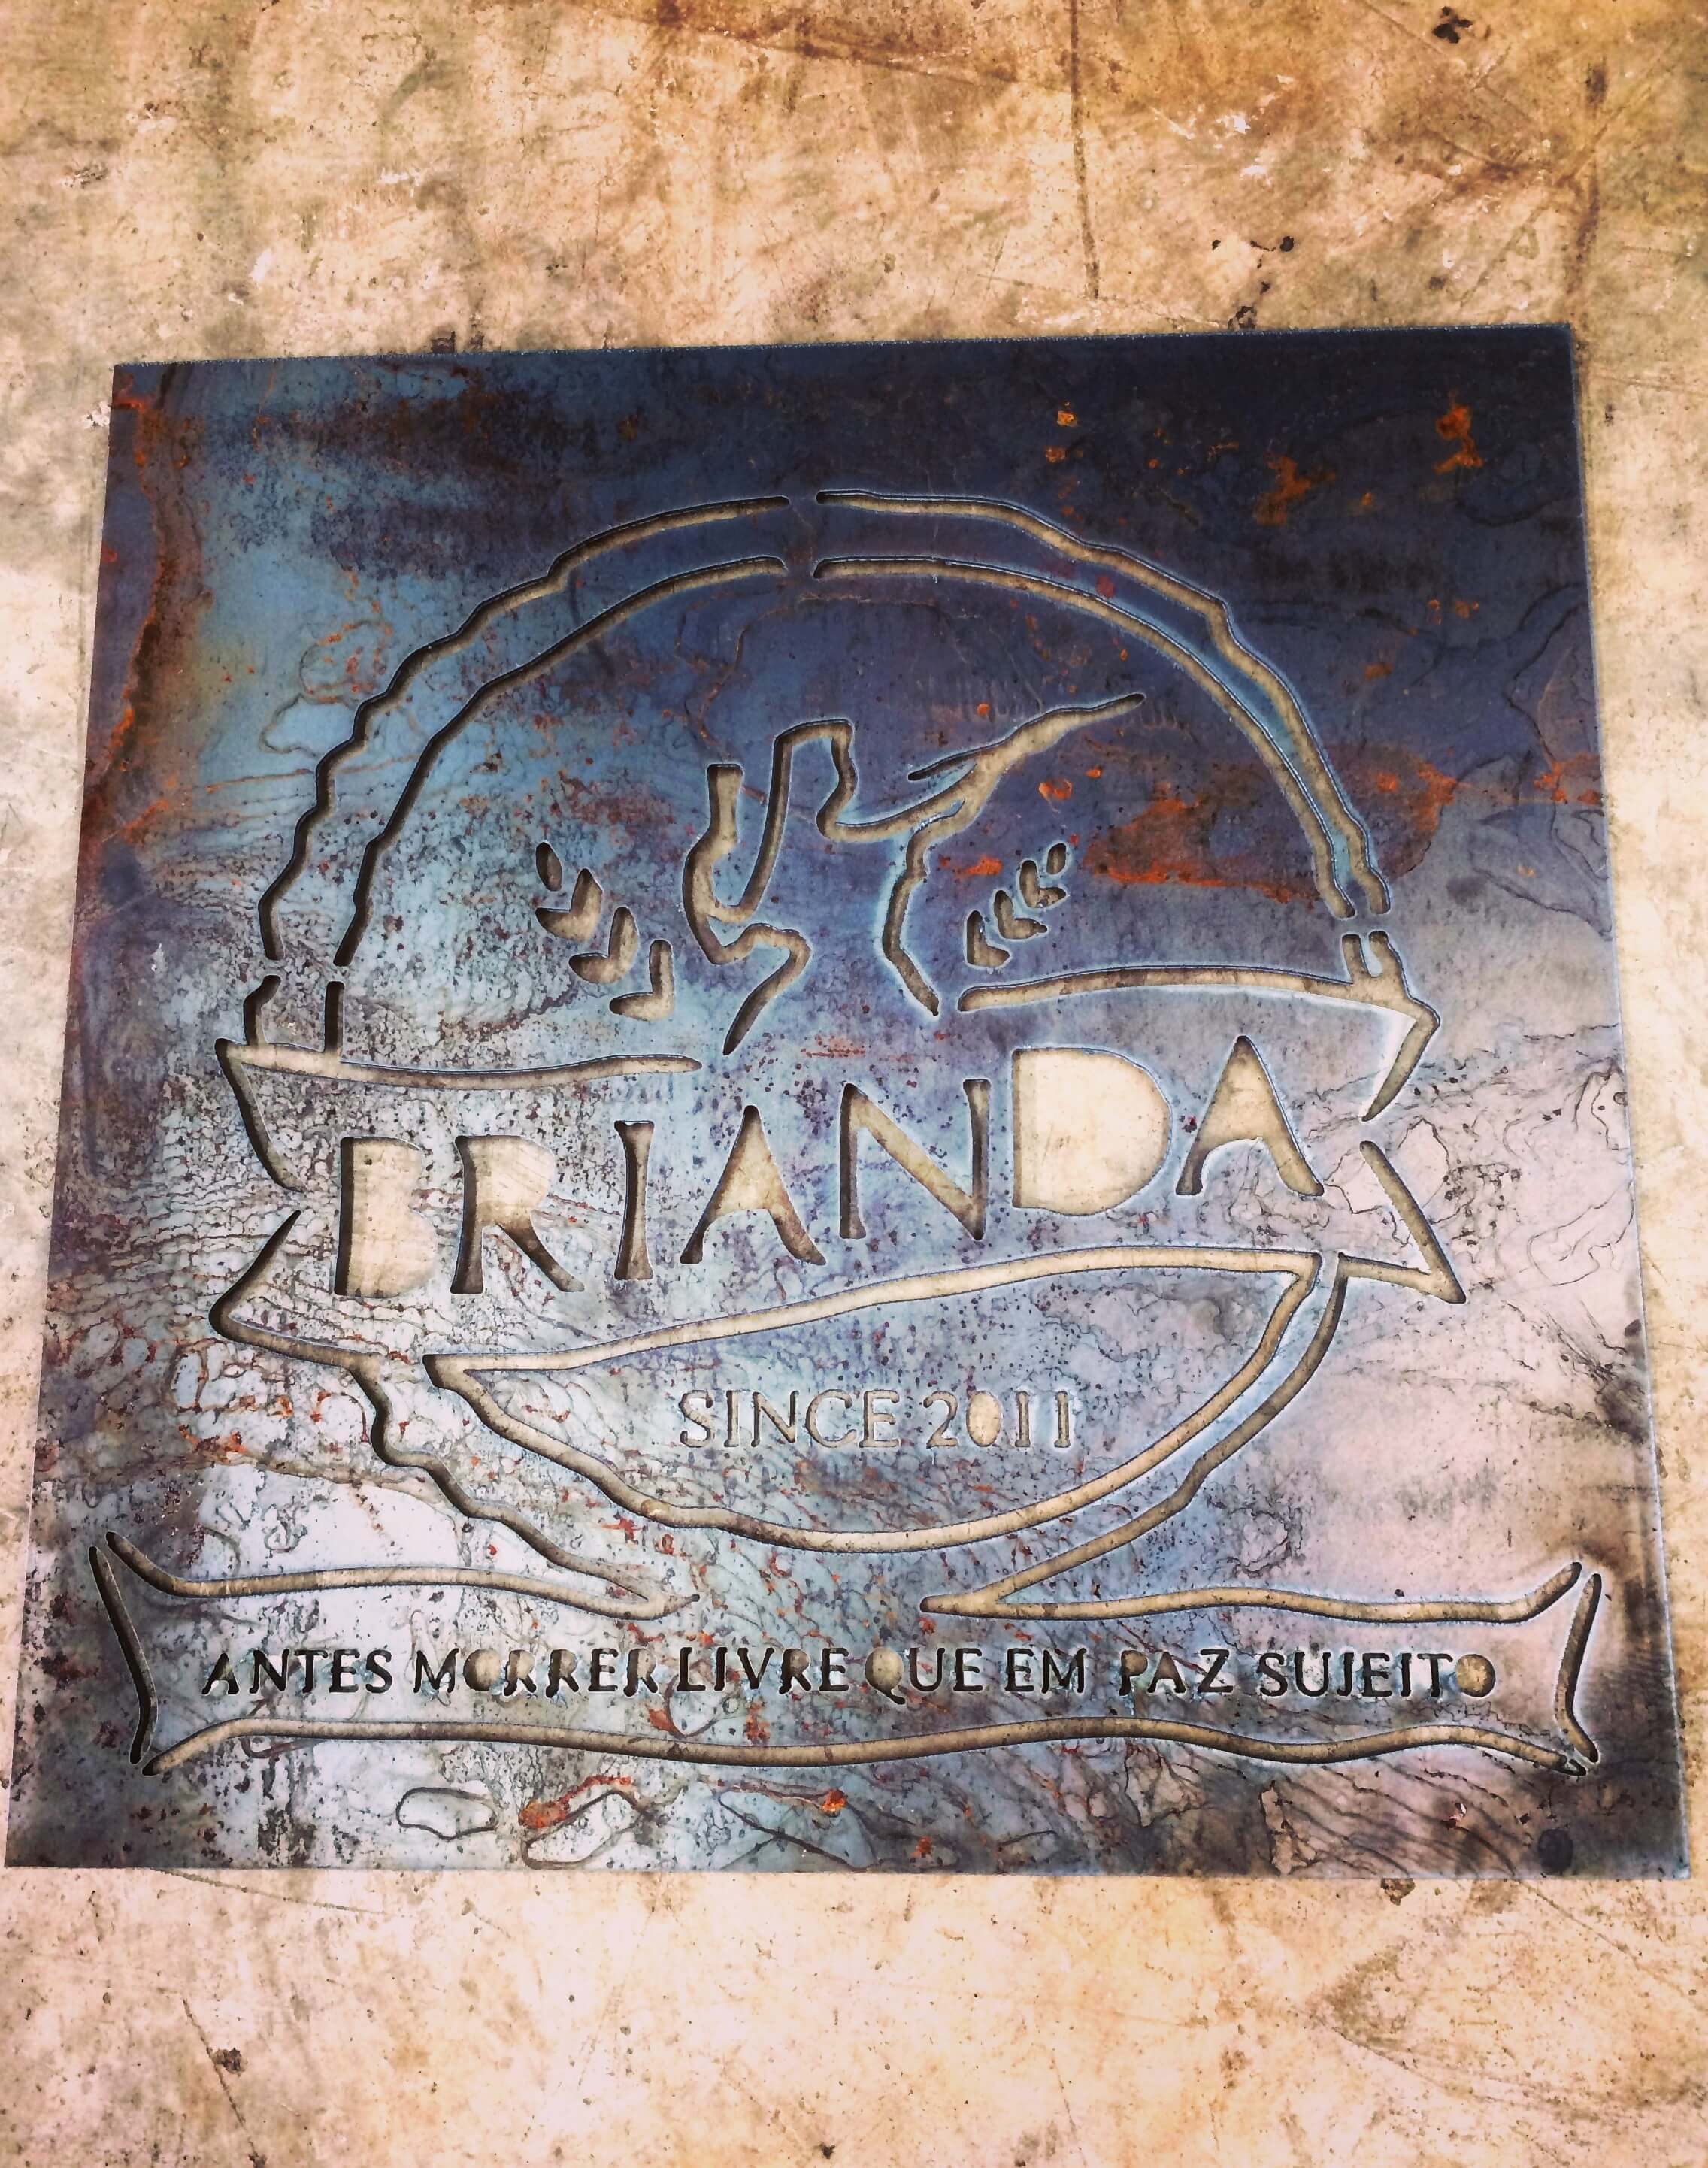 BRIANDA
SINCE 2011
ANTES MORRER LIVRE QUE EM PAZ SUJEITO